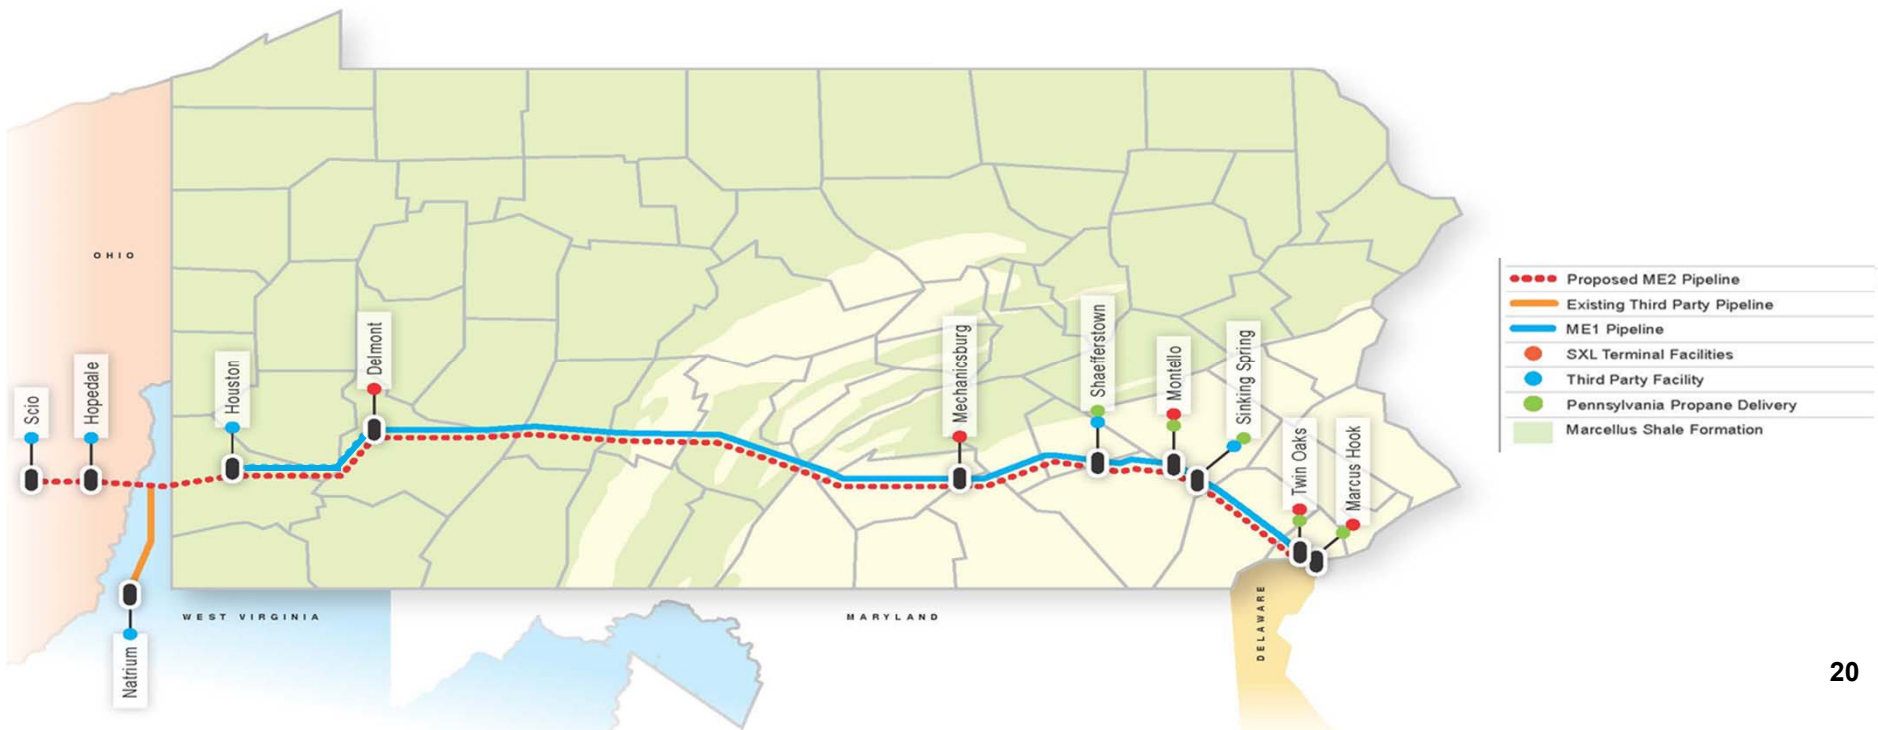 OHIO
Scio
Hopedale
Houston
Delmont
Mechanicsburg
Shaefferstown
Montello
Sinking Spring
Twin Oaks
Marcus Hook
Natrium
WEST VIRGINIA
MARYLAND
DELAWARE
Proposed ME2 Pipeline
Existing Third Party Pipeline
ME1 Pipeline
SXL Terminal Facilities
Third Party Facility
Pennsylvania Propane Delivery
Marcellus Shale Formation
20